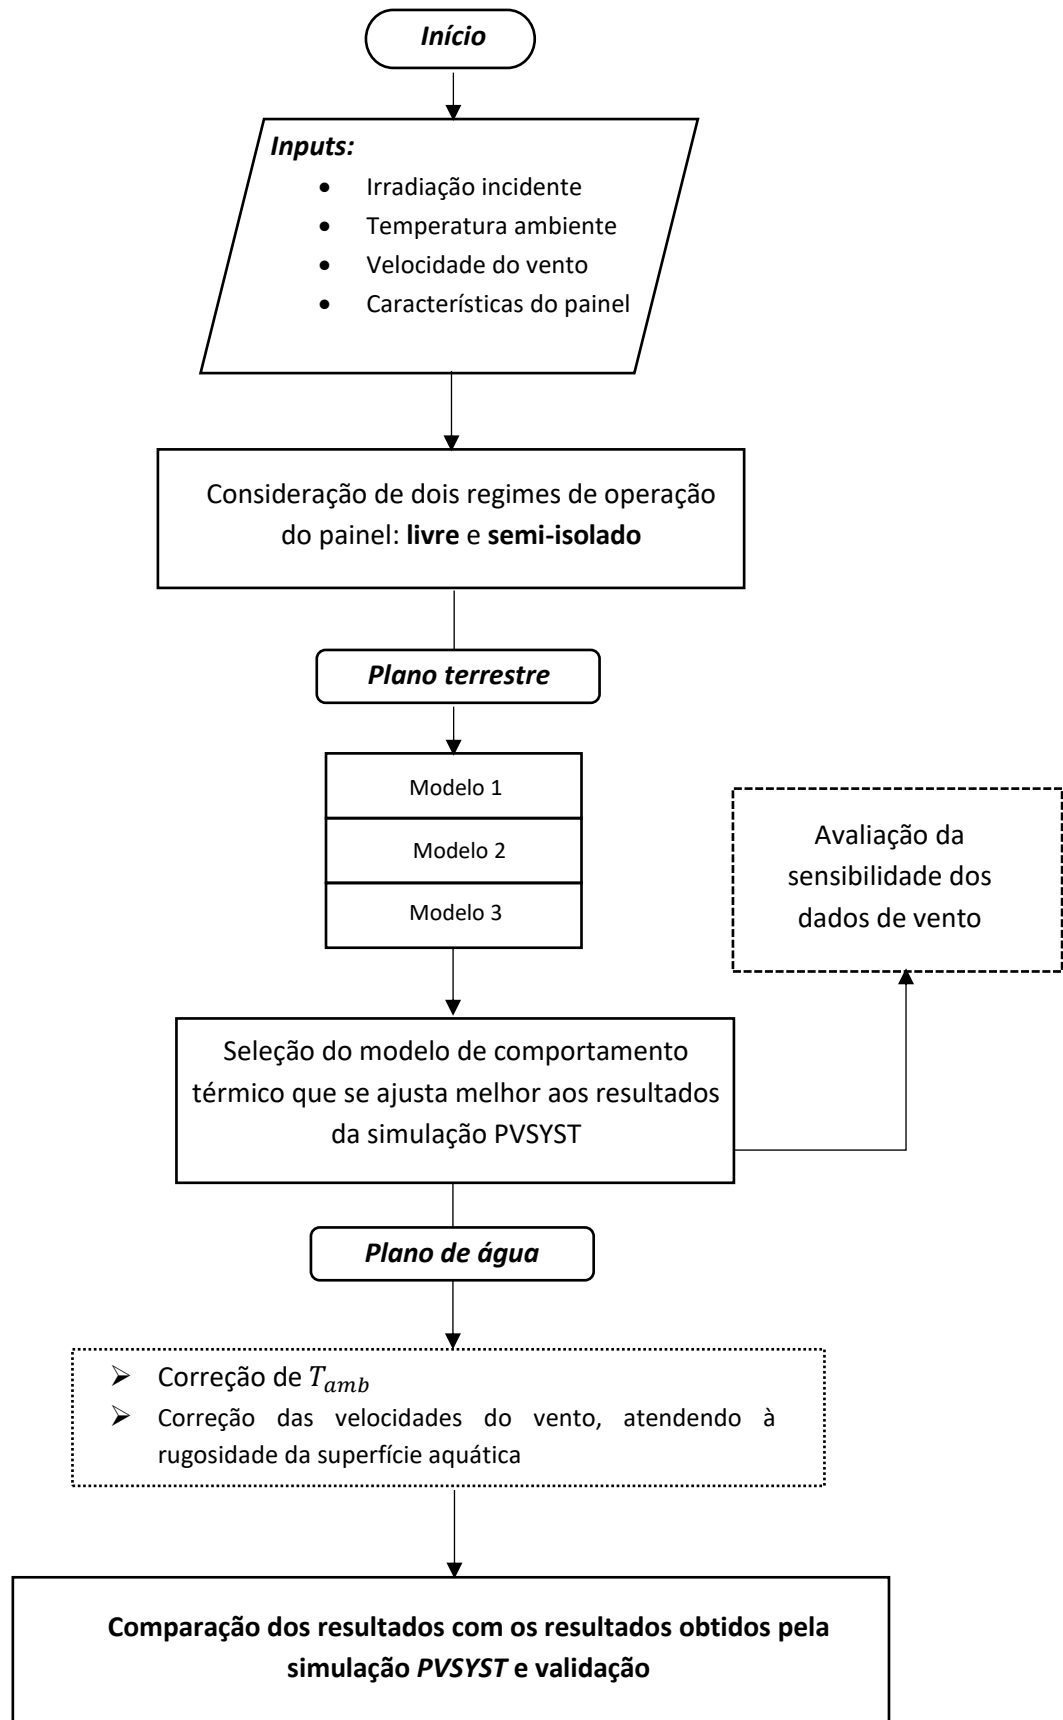 Início
Inputs:
• Irradiação incidente
• Temperatura ambiente
• Velocidade do vento
• Características do painel
Consideração de dois regimes de operação
do painel: livre e semi-isolado
Plano terrestre
Modelo 1
Modelo 2
Modelo 3
Avaliação da
sensibilidade dos
dados de vento
Seleção do modelo de comportamento
térmico que se ajusta melhor aos resultados
da simulação PVSYST
Plano de água
➢ Correção de T_{amb}
➢ Correção das velocidades do vento, atendendo à
rugosidade da superfície aquática
Comparação dos resultados com os resultados obtidos pela
simulação PVSYST e validação